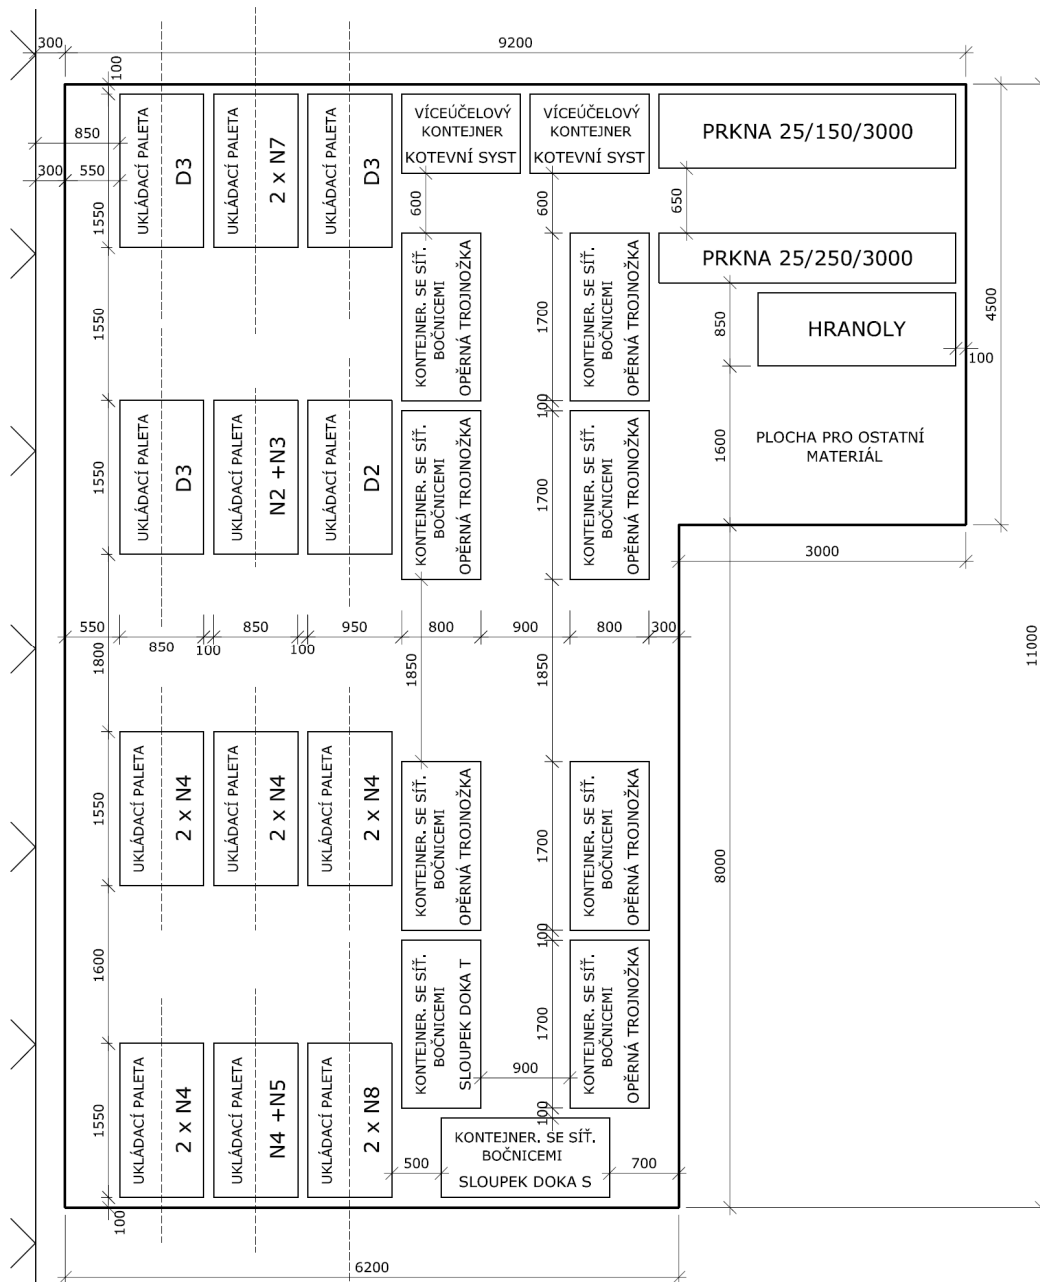 300
9200
100
850
300
550
1550
UKLÁDACÍ PALETA
D3
UKLÁDACÍ PALETA
2 x N7
UKLÁDACÍ PALETA
D3
VÍCEÚČELOVÝ
KONTEJNER
KOTEVNÍ SYST
VÍCEÚČELOVÝ
KONTEJNER
KOTEVNÍ SYST
PRKNA 25/150/3000
600
600
650
PRKNA 25/250/3000
HRANOLY
850
100
4500
1550
KONTEJNER. SE SÍŤ.
BOČNICEMI
OPĚRNÁ TROJNOŽKA
1700
KONTEJNER. SE SÍŤ.
BOČNICEMI
OPĚRNÁ TROJNOŽKA
100
1550
UKLÁDACÍ PALETA
D3
UKLÁDACÍ PALETA
N2 +N3
UKLÁDACÍ PALETA
D2
KONTEJNER. SE SÍŤ.
BOČNICEMI
OPĚRNÁ TROJNOŽKA
1700
KONTEJNER. SE SÍŤ.
BOČNICEMI
OPĚRNÁ TROJNOŽKA
1600
PLOCHA PRO OSTATNÍ
MATERIÁL
3000
550
850
100
850
100
950
800
900
800
300
1800
1850
1850
11000
1550
UKLÁDACÍ PALETA
2 x N4
UKLÁDACÍ PALETA
2 x N4
UKLÁDACÍ PALETA
2 x N4
KONTEJNER. SE SÍŤ.
BOČNICEMI
OPĚRNÁ TROJNOŽKA
1700
KONTEJNER. SE SÍŤ.
BOČNICEMI
OPĚRNÁ TROJNOŽKA
8000
100
1600
KONTEJNER. SE SÍŤ.
BOČNICEMI
SLOUPEK DOKA T
1700
KONTEJNER. SE SÍŤ.
BOČNICEMI
OPĚRNÁ TROJNOŽKA
900
1550
UKLÁDACÍ PALETA
2 x N4
UKLÁDACÍ PALETA
N4 +N5
UKLÁDACÍ PALETA
2 x N8
100
500
KONTEJNER. SE SÍŤ.
BOČNICEMI
SLOUPEK DOKA S
700
100
6200